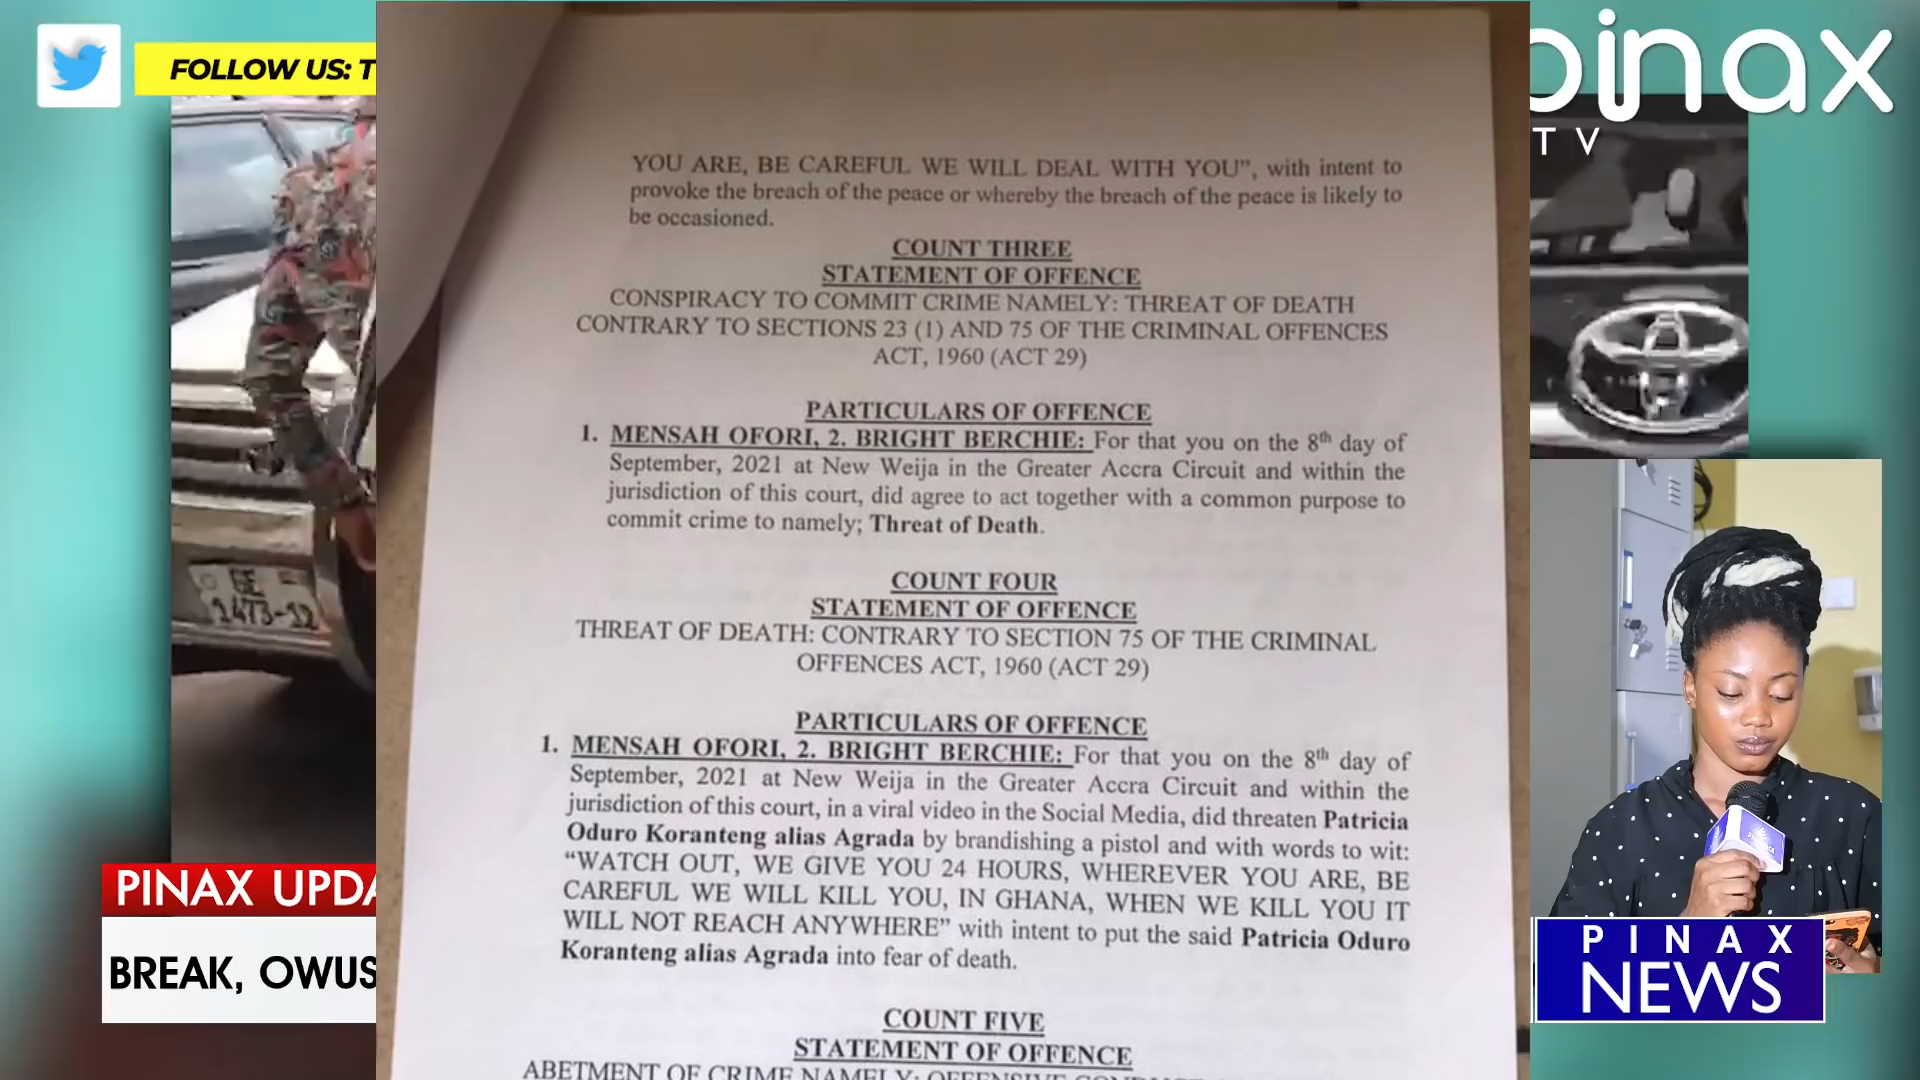 FOLLOW US: T
pinax
TV
YOU ARE, BE CAREFUL WE WILL DEAL WITH YOU”, with intent to
provoke the breach of the peace or whereby the breach of the peace is likely to
be occasioned.
COUNT THREE
STATEMENT OF OFFENCE
CONSPIRACY TO COMMIT CRIME NAMELY: THREAT OF DEATH
CONTRARY TO SECTIONS 23 (1) AND 75 OF THE CRIMINAL OFFENCES
ACT, 1960 (ACT 29)
PARTICULARS OF OFFENCE
1. MENSAH OFORI, 2. BRIGHT BERCHIE: For that you on the 8th day of
September, 2021 at New Weija in the Greater Accra Circuit and within the
jurisdiction of this court, did agree to act together with a common purpose to
commit crime to namely; Threat of Death.
COUNT FOUR
STATEMENT OF OFFENCE
THREAT OF DEATH: CONTRARY TO SECTION 75 OF THE CRIMINAL
OFFENCES ACT, 1960 (ACT 29)
PARTICULARS OF OFFENCE
1. MENSAH OFORI, 2. BRIGHT BERCHIE: For that you on the 8th day of
September, 2021 at New Weija in the Greater Accra Circuit and within the
jurisdiction of this court, in a viral video in the Social Media, did threaten Patricia
Oduro Koranteng alias Agrada by brandishing a pistol and with words to wit:
“WATCH OUT, WE GIVE YOU 24 HOURS, WHEREVER YOU ARE, BE
CAREFUL WE WILL KILL YOU, IN GHANA, WHEN WE KILL YOU IT
WILL NOT REACH ANYWHERE” with intent to put the said Patricia Oduro
Koranteng alias Agrada into fear of death.
COUNT FIVE
STATEMENT OF OFFENCE
ABETMENT OF CRIME NAMELY: OFFENSIVE
GE
1473-12
PINAX UPDA
BREAK, OWUS
PINAX
NEWS